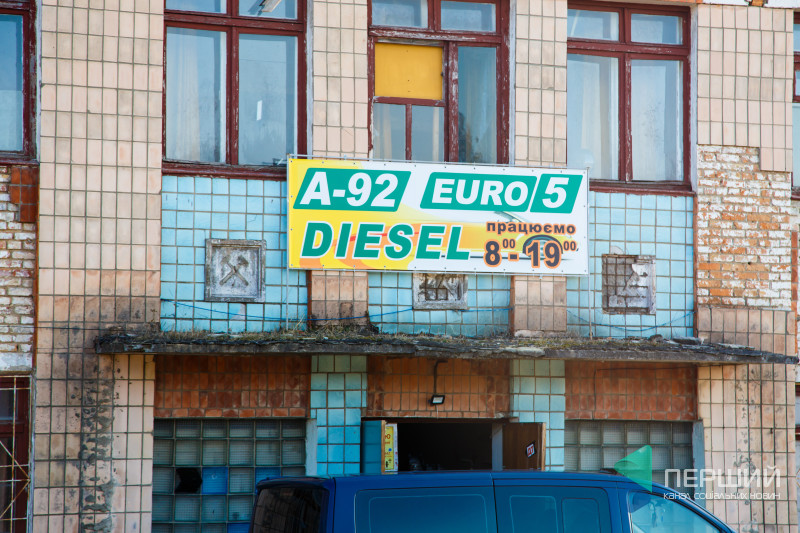 А-92 EURO 5
DIESEL працюємо
8 00 - 19 00
ПЕРШИЙ
КАНАЛ СОЦІАЛЬНИХ НОВИН